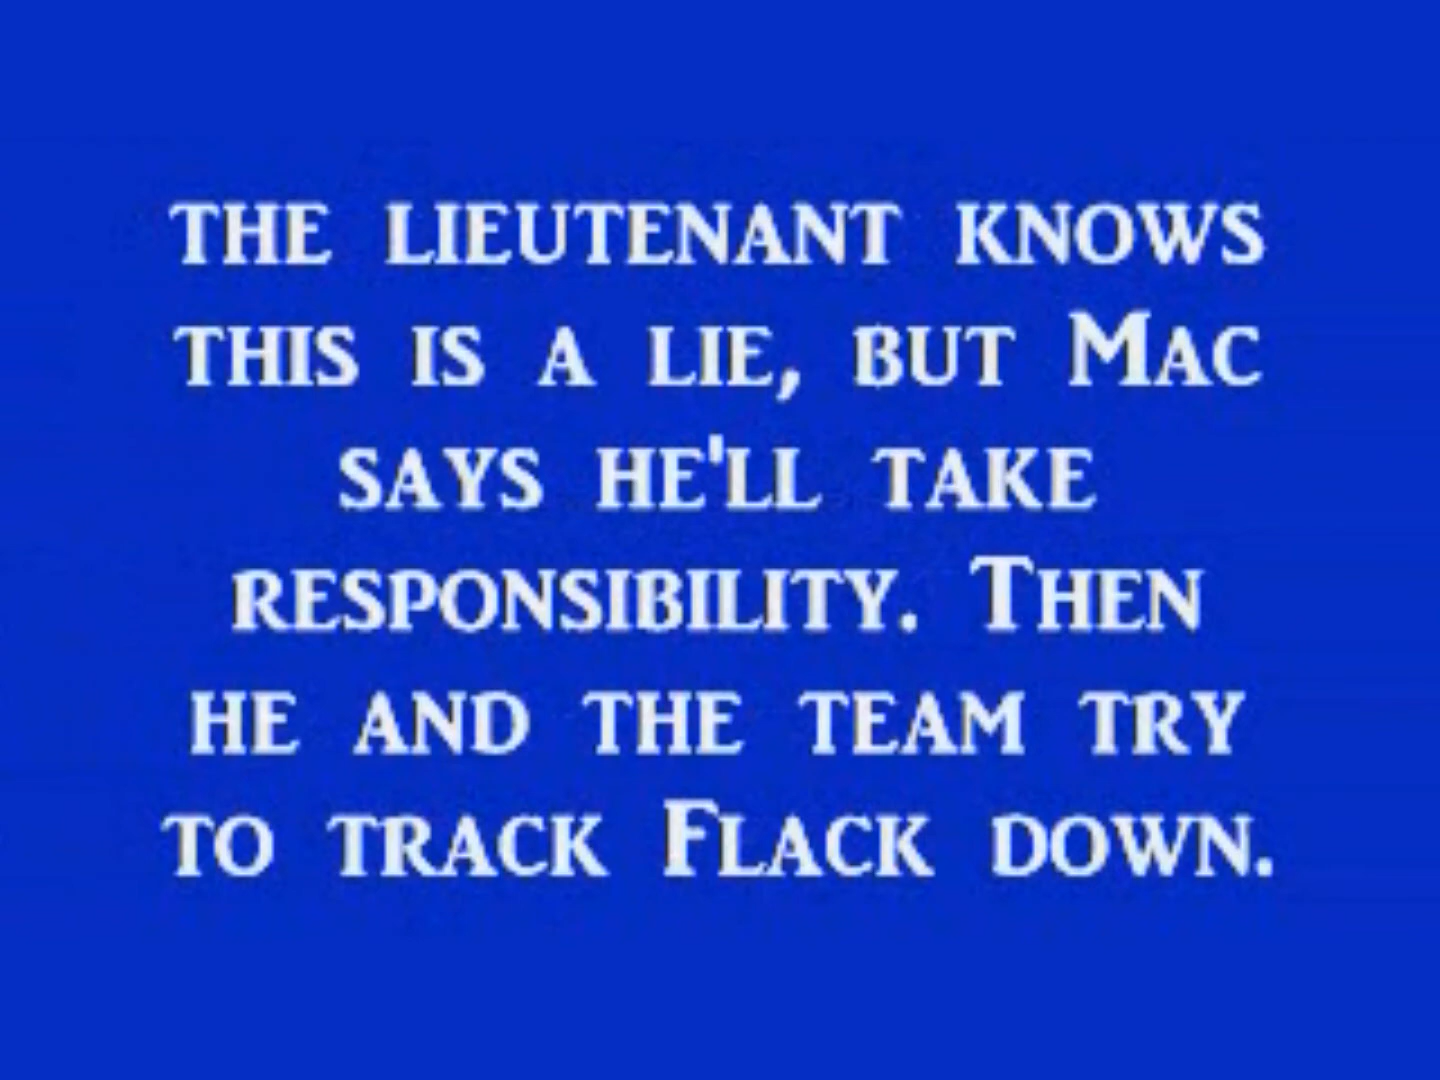 THE LIEUTENANT KNOWS
THIS IS A LIE, BUT MAC
SAYS HE'LL TAKE
RESPONSIBILITY. THEN
HE AND THE TEAM TRY
TO TRACK FLACK DOWN.